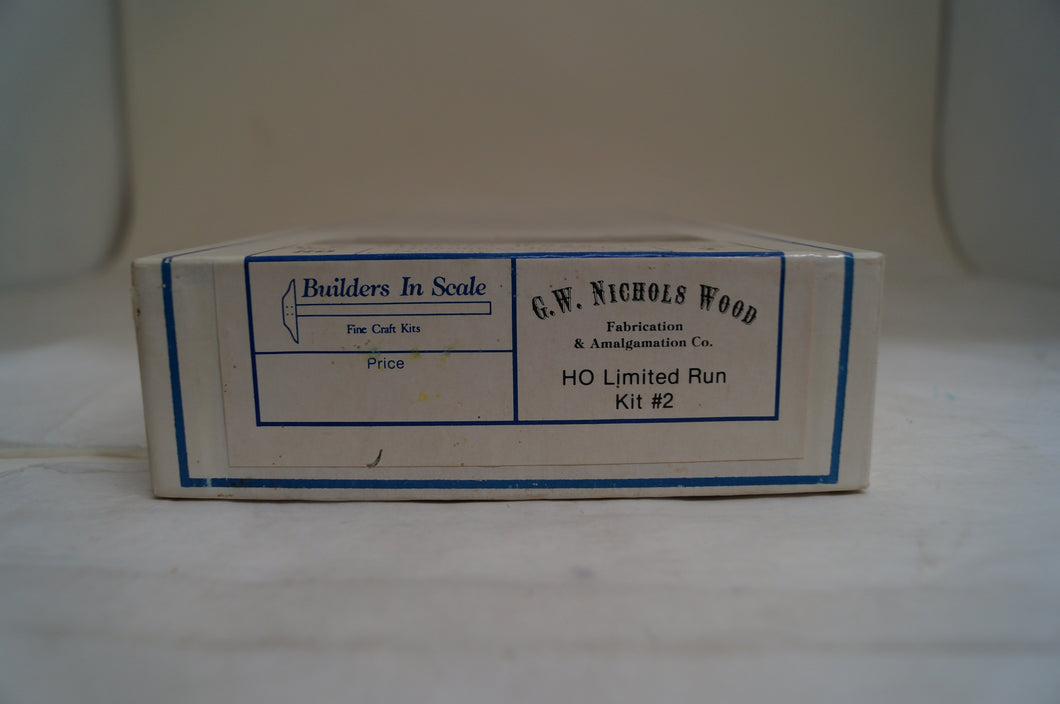 Builders In Scale
Fine Craft Kits
Price
G.W. NICHOLS WOOD
Fabrication
& Amalgamation Co.
HO Limited Run
Kit #2